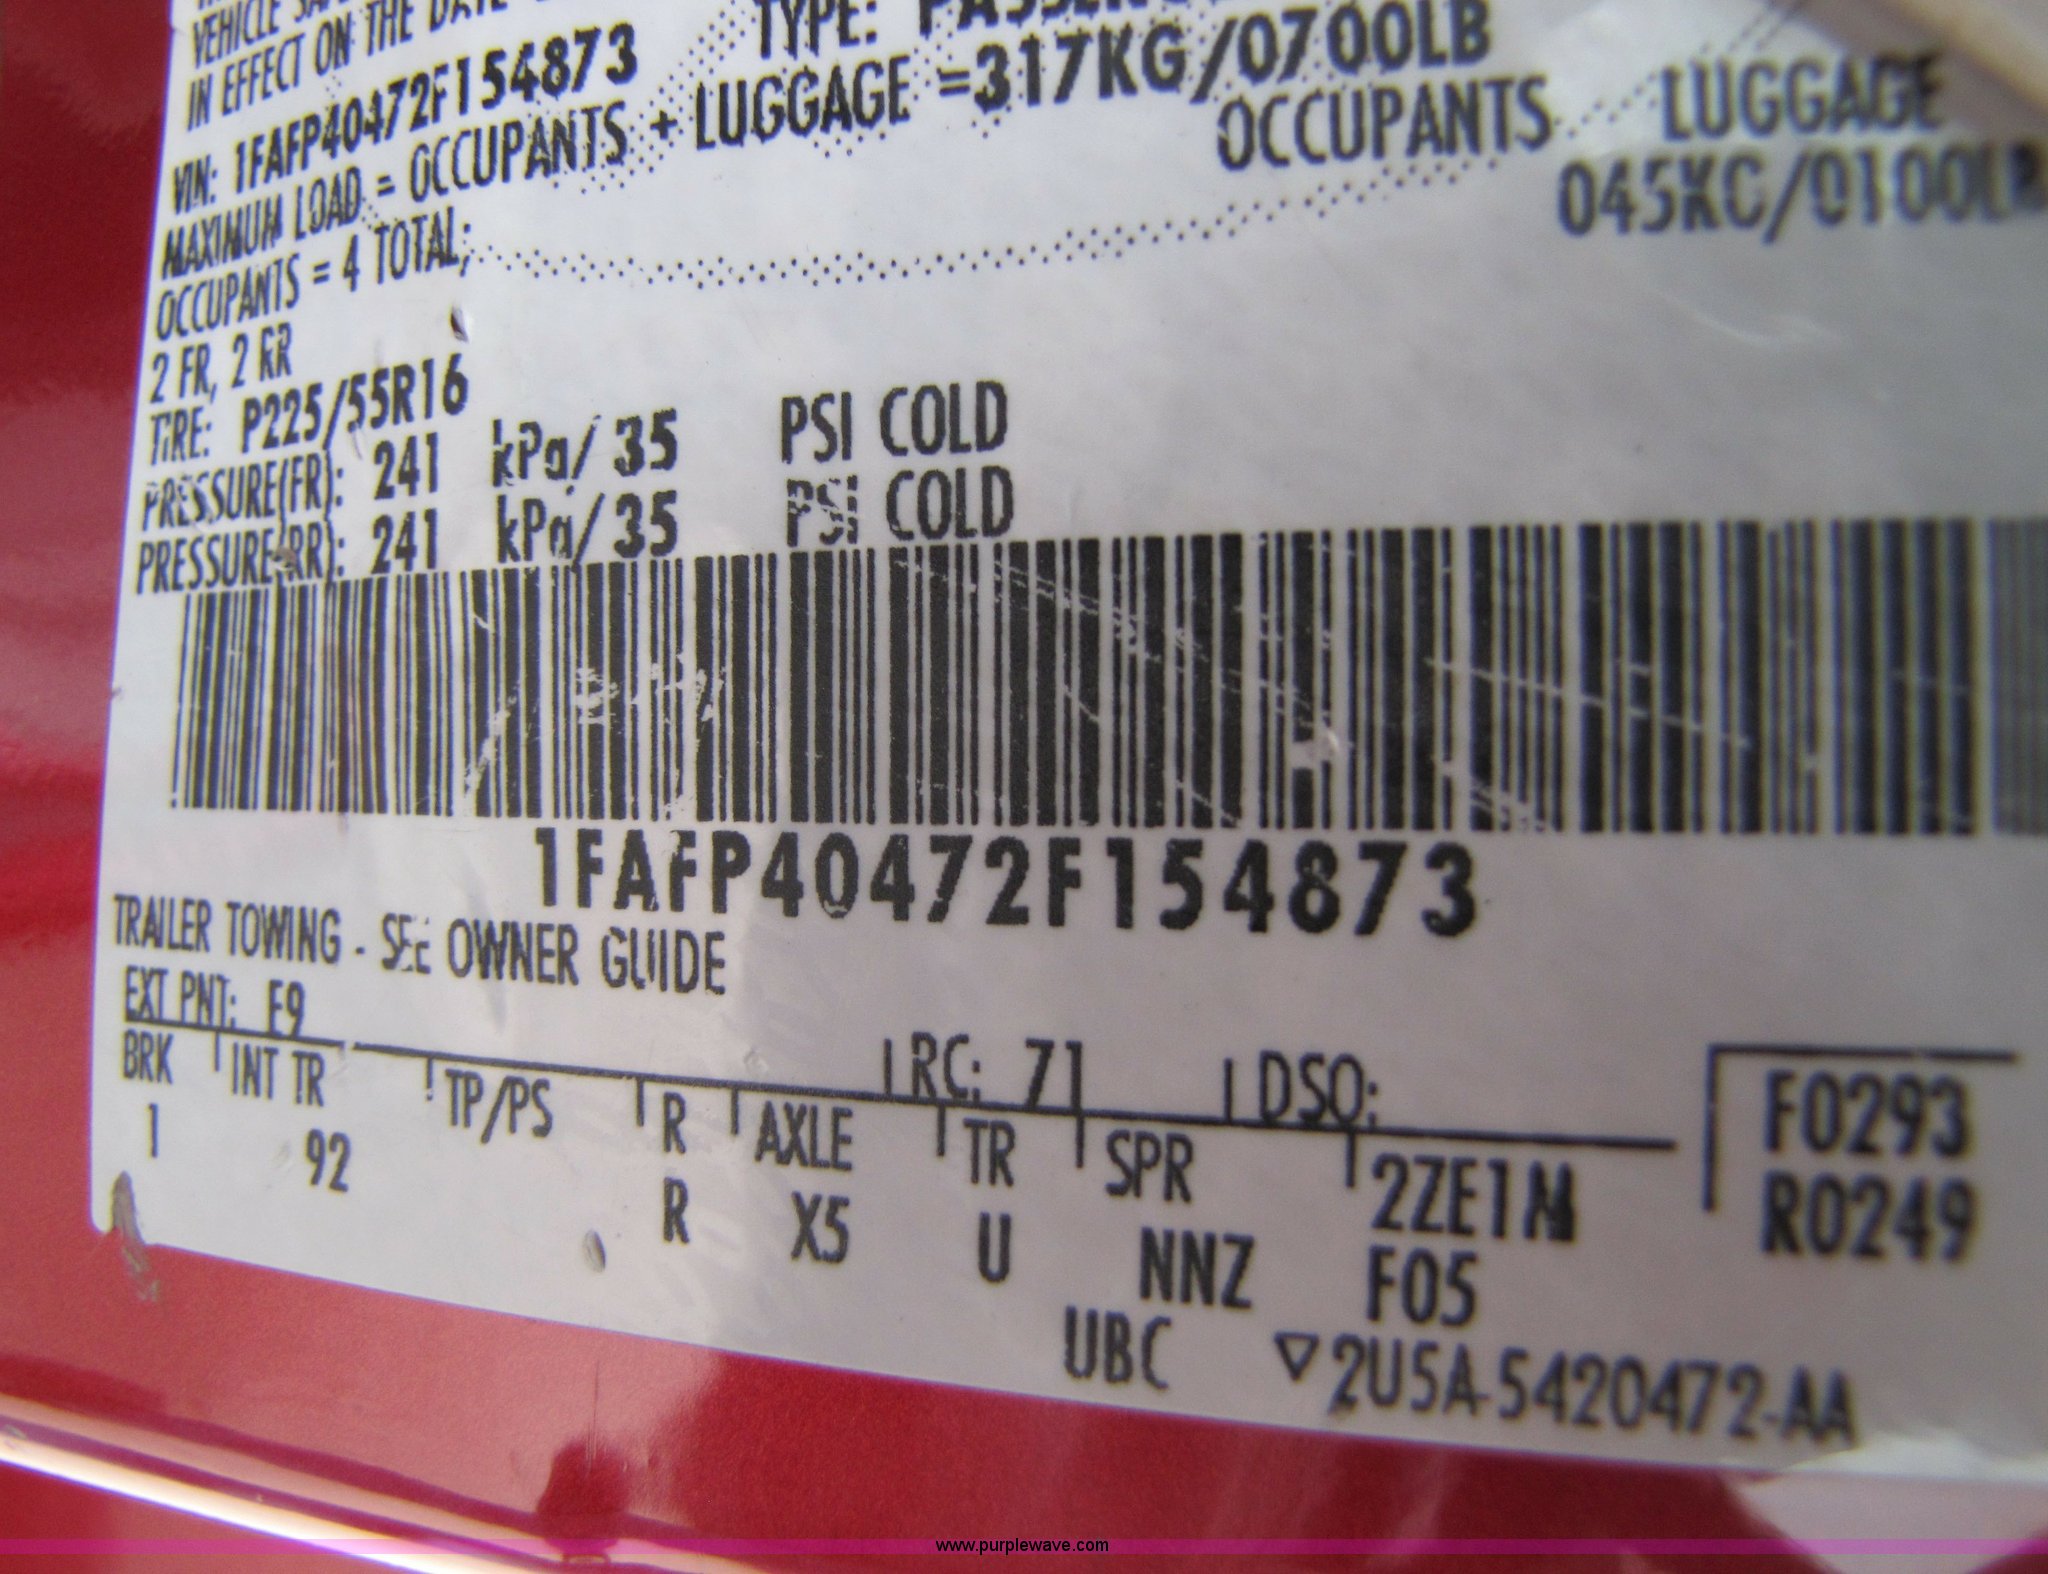 VEHICLE
IN EFFECT ON THE DATE
VIN: 1FAFP40472F154873 TYPE:
MAXIMUM LOAD = OCCUPANTS + LUGGAGE =317KG/0700LB
OCCUPANTS = 4 TOTAL; OCCUPANTS LUGGAGE
2 FR, 2 RR 045KG/0100LB
TIRE: P225/55R16
PRESSURE(FR): 241 kPa/ 35 PSI COLD
PRESSURE(RR): 241 kPa/ 35 PSI COLD
1FAFP40472F154873
TRAILER TOWING - SEE OWNER GUIDE
EXT PNT: E9 RC: 71 DSO: F0293
BRK INT TR TP/PS R AXLE TR SPR 2ZE1M R0249
1 92 R X5 U NNZ F05
UBC ▽2U5A-5420472-AA
www.purplewave.com